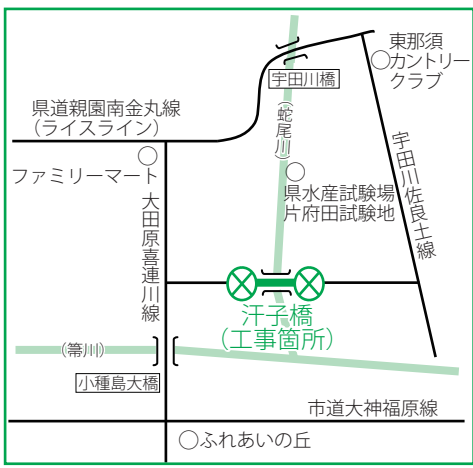 東那須
カントリー
クラブ
宇田川橋
県道親園南金丸線
(ライスライン)
(蛇尾川)
ファミリーマート
県水産試験場
片府田試験地
宇田川佐良土線
大田原喜連川線
汗子橋
(工事箇所)
(箒川)
小種島大橋
市道大神福原線
ふれあいの丘